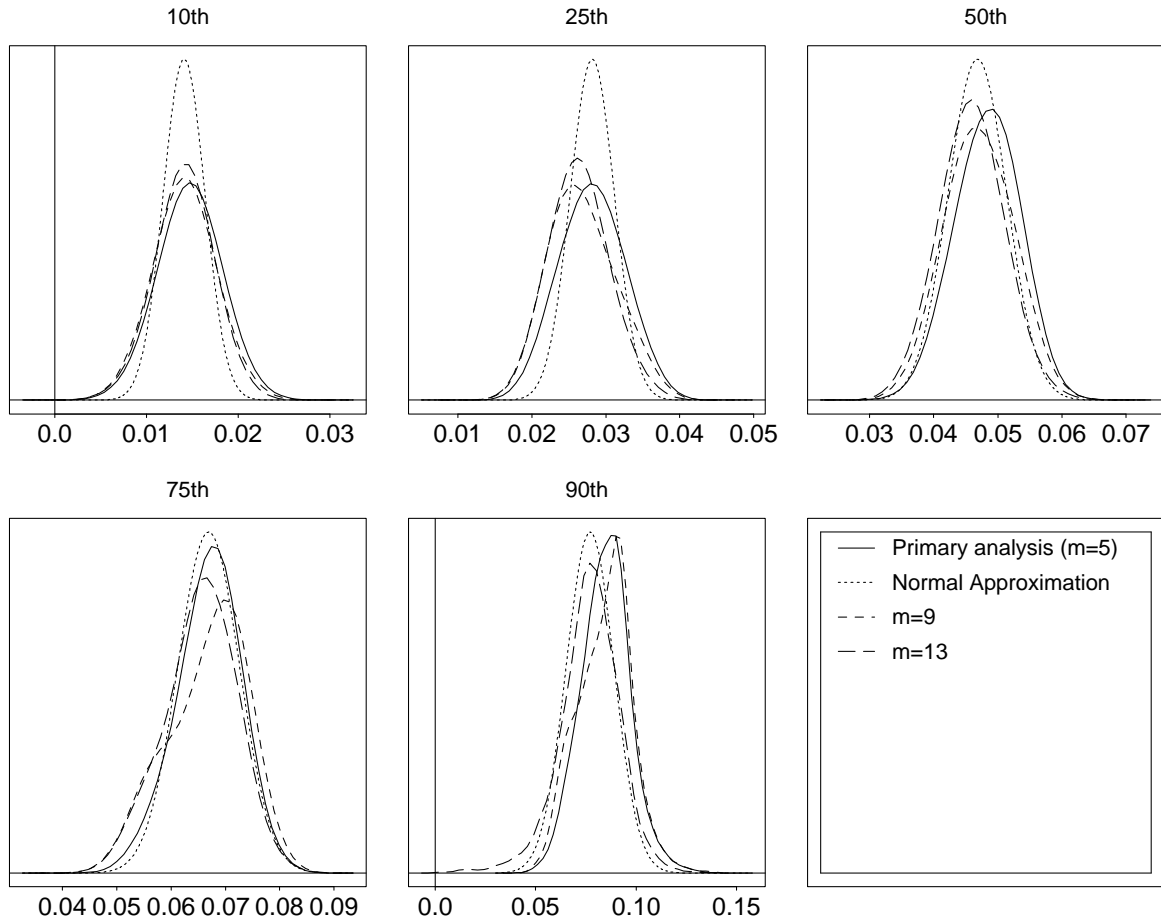 10th
25th
50th
0.0 0.01 0.02 0.03
0.01 0.02 0.03 0.04 0.05
0.03 0.04 0.05 0.06 0.07
75th
90th
Primary analysis (m=5)
Normal Approximation
m=9
m=13
0.04 0.05 0.06 0.07 0.08 0.09
0.0 0.05 0.10 0.15